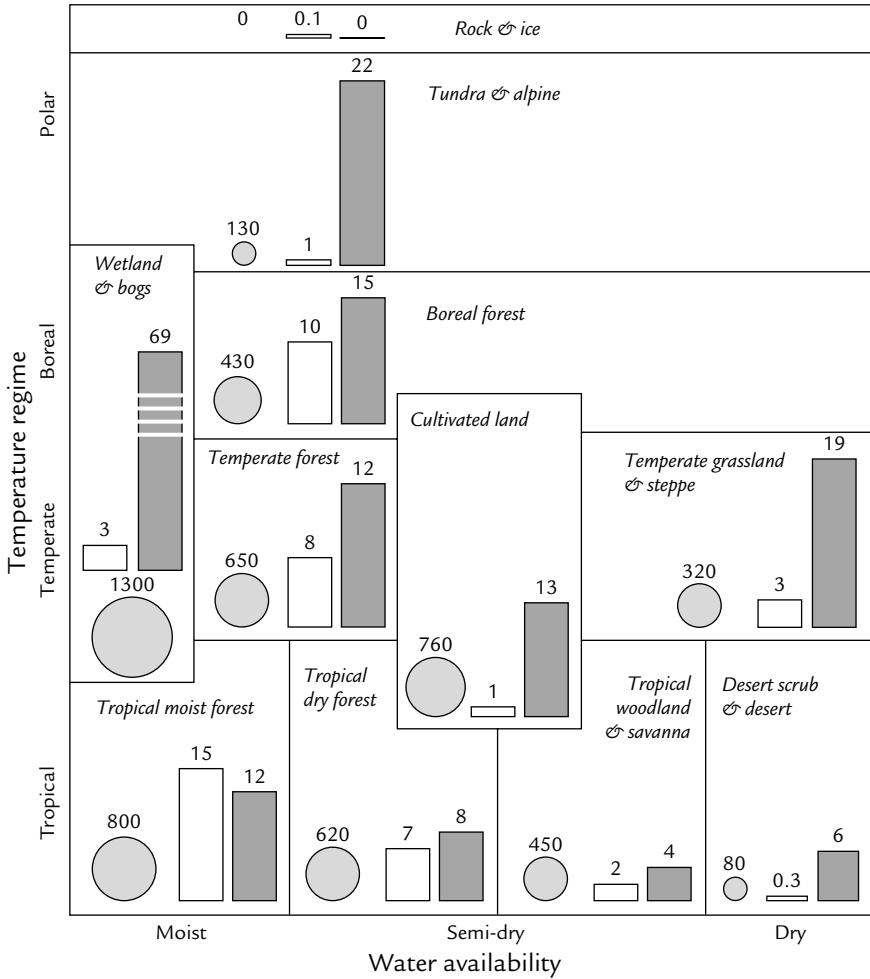 0 0.1 0 Rock & ice
22
Tundra & alpine
Polar
130 1
Wetland
& bogs
15
10
Boreal forest
69
430
Boreal
Cultivated land
Temperate forest
12
19
Temperate grassland
& steppe
3
8
650
1300
Temperate
13
320 3
760
1
Temperature regime
Tropical moist forest
Tropical
dry forest
Tropical
woodland
& savanna
Desert scrub
& desert
15
12
800
620 7 8
450 2 4
80 0.3 6
Tropical
Moist Semi-dry Dry
Water availability